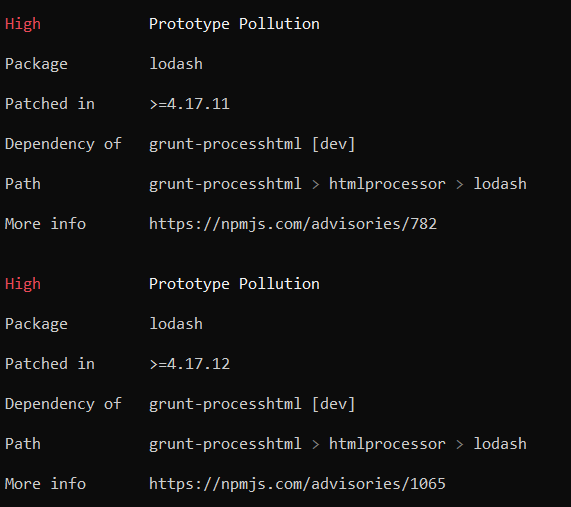 High Prototype Pollution
Package lodash
Patched in >=4.17.11
Dependency of grunt-processhtml [dev]
Path grunt-processhtml > htmlprocessor > lodash
More info https://npmjs.com/advisories/782
High Prototype Pollution
Package lodash
Patched in >=4.17.12
Dependency of grunt-processhtml [dev]
Path grunt-processhtml > htmlprocessor > lodash
More info https://npmjs.com/advisories/1065